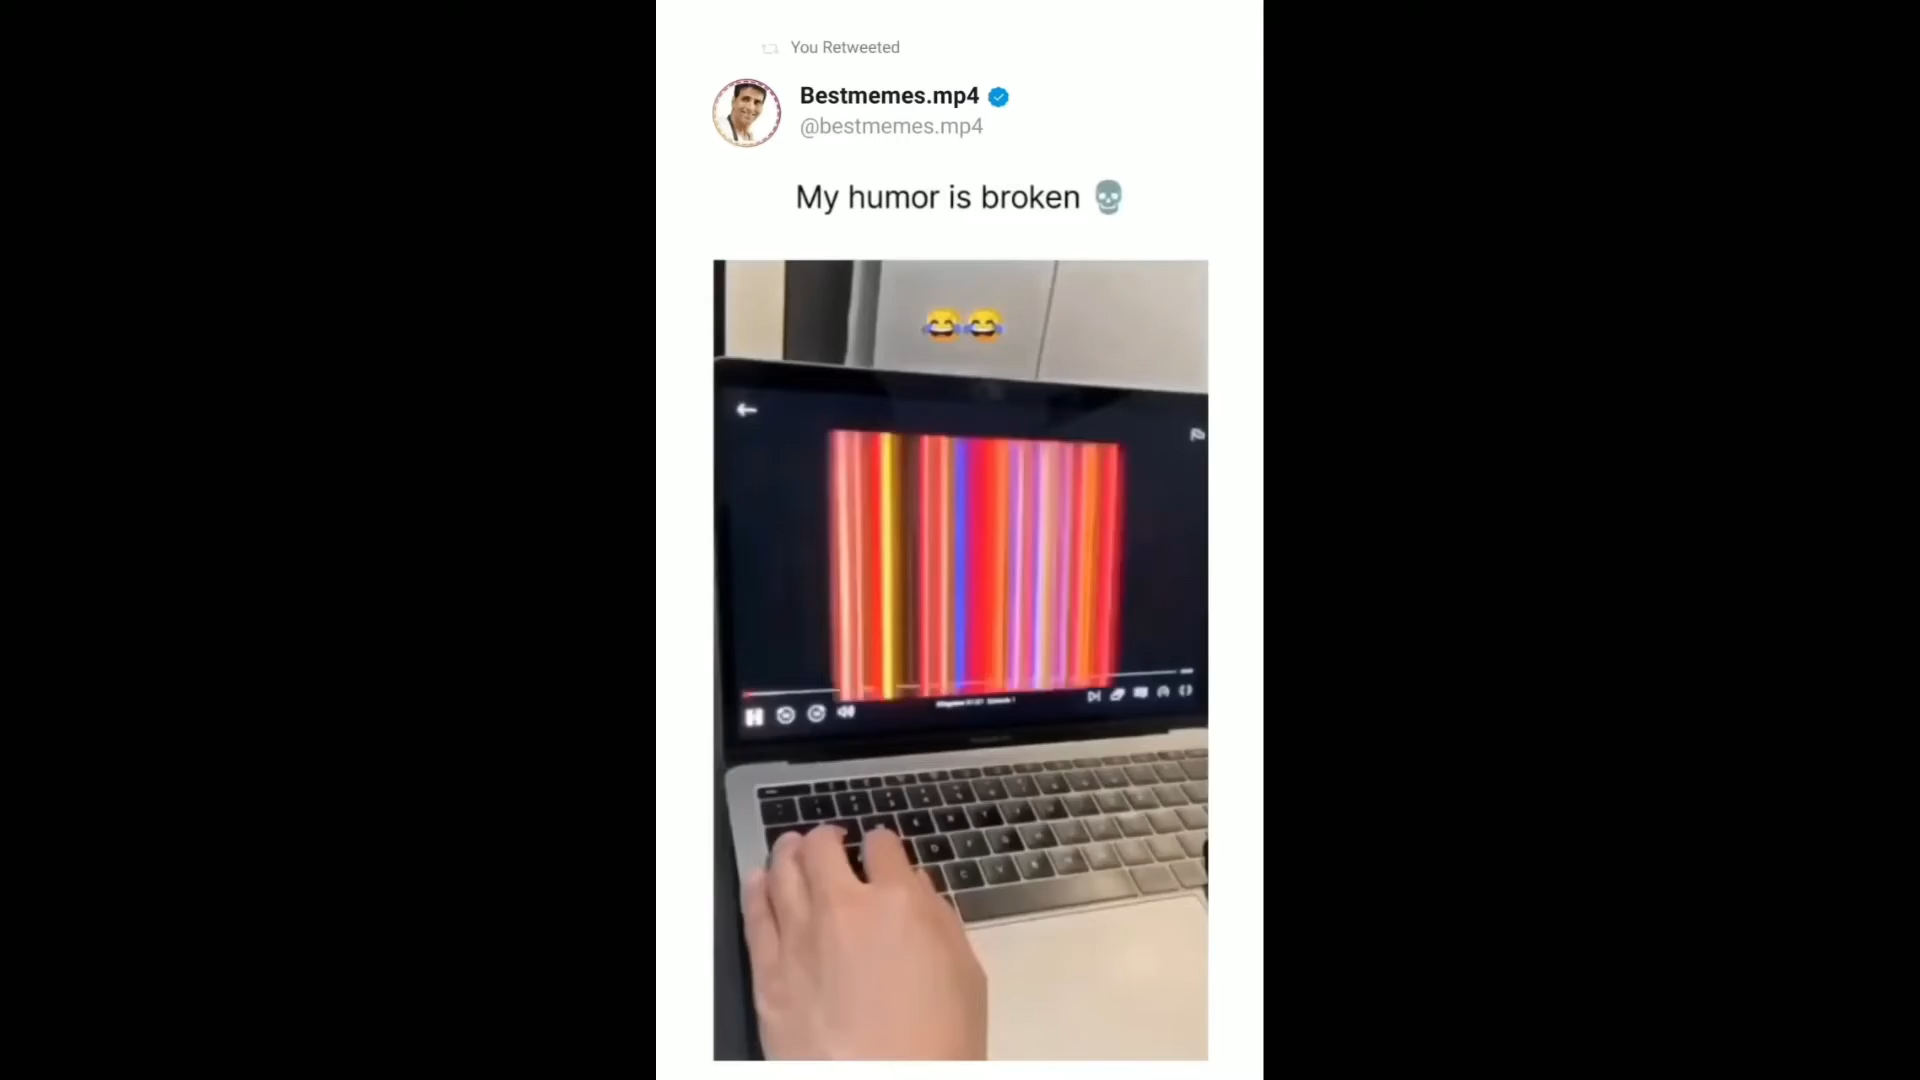 You Retweeted
Bestmemes.mp4
@bestmemes.mp4
My humor is broken 💀
😂😂